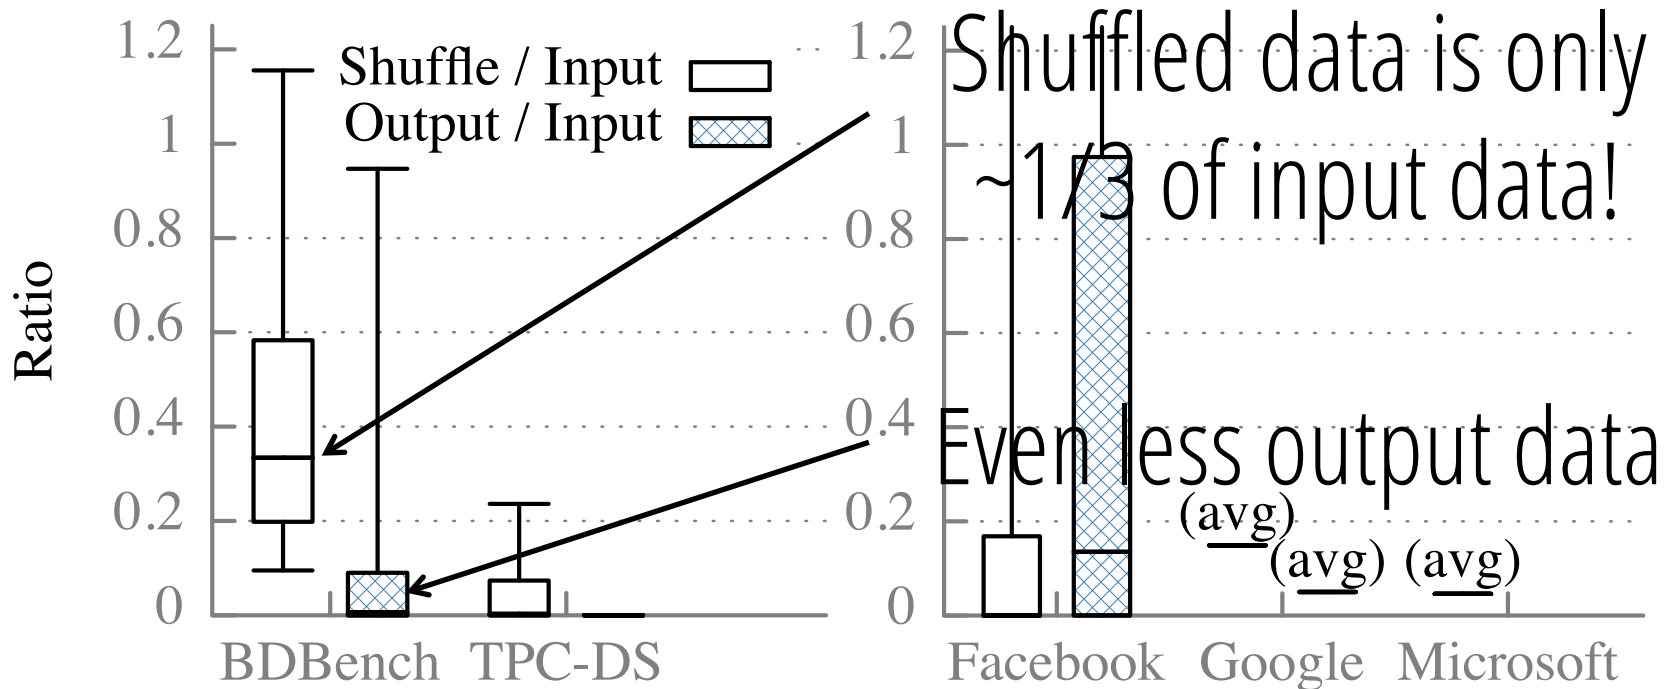 Ratio
1.2
1
0.8
0.6
0.4
0.2
0
Shuffle / Input
Output / Input
BDBench TPC-DS
1.2
1
0.8
0.6
0.4
0.2
0
Shuffled data is only
~1/3 of input data!
Even less output data
(avg)
(avg) (avg)
Facebook Google Microsoft